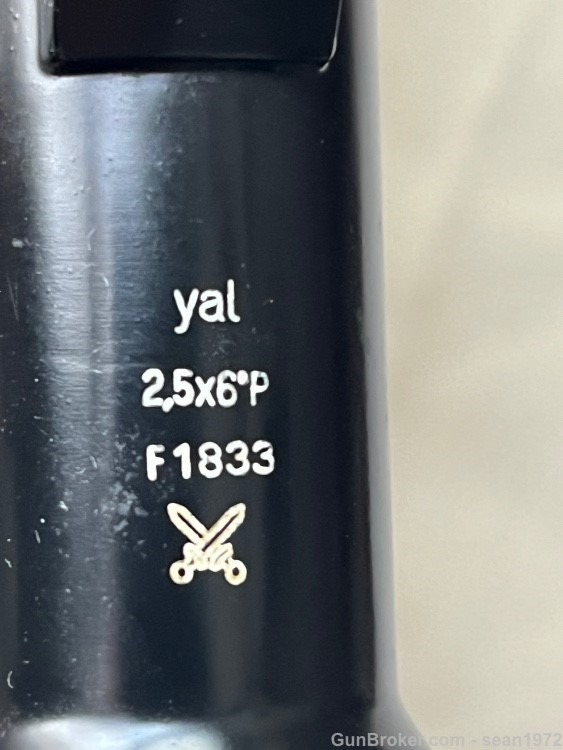 yal
2,5x6°P
F1833
GunBroker.com - sean1972